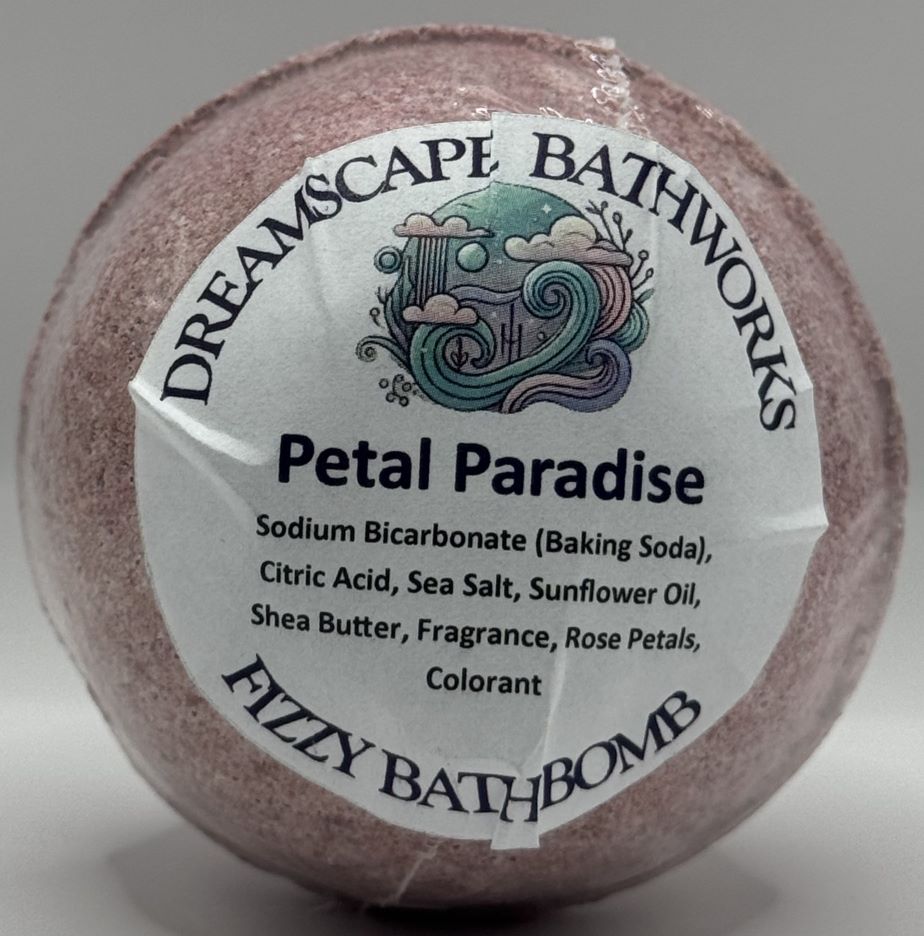 DREAMSCAPE BATHWORKS
Petal Paradise
Sodium Bicarbonate (Baking Soda),
Citric Acid, Sea Salt, Sunflower Oil,
Shea Butter, Fragrance, Rose Petals,
Colorant
FIZZY BATHBOMB